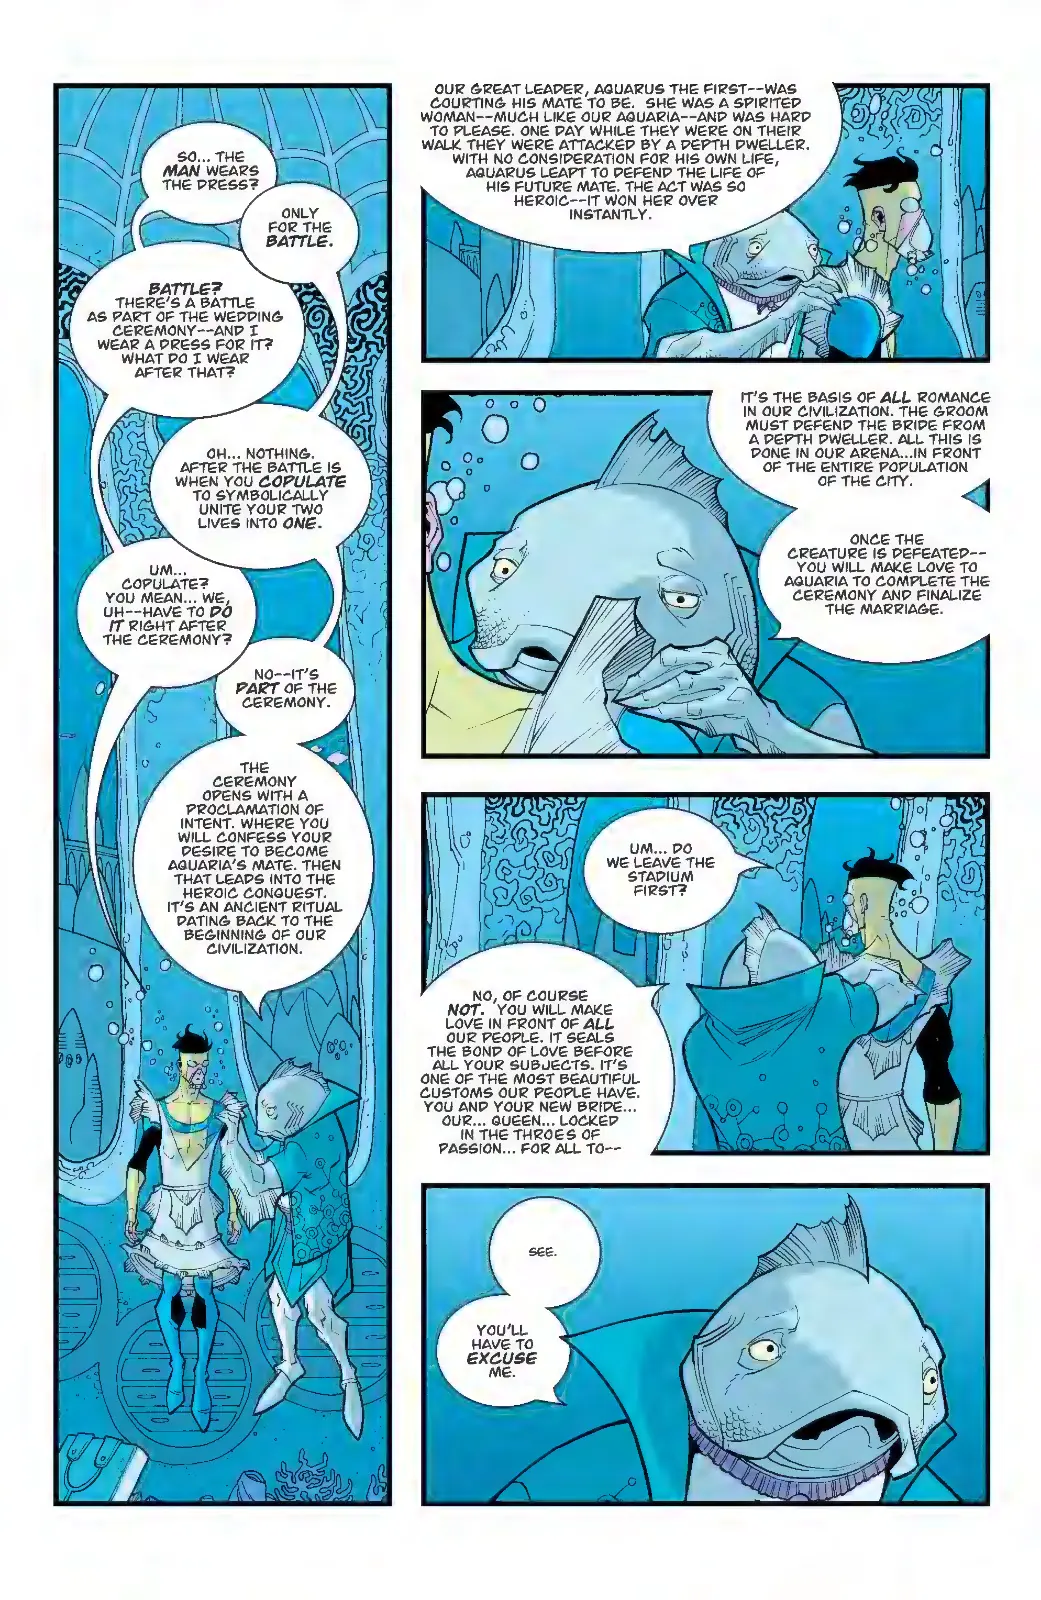 SO... THE
MAN WEARS
THE DRESS?
ONLY
FOR THE
BATTLE.
BATTLE?
THERE'S A BATTLE
AS PART OF THE WEDDING
CEREMONY--AND I
WEAR A DRESS FOR IT?
WHAT DO I WEAR
AFTER THAT?
OH... NOTHING.
AFTER THE BATTLE IS
WHEN YOU COPULATE
TO SYMBOLICALLY
UNITE YOUR TWO
LIVES INTO ONE.
UM...
COPULATE?
YOU MEAN... WE,
UH--HAVE TO DO
IT RIGHT AFTER
THE CEREMONY?
NO--IT'S
PART OF THE
CEREMONY.
THE
CEREMONY
OPENS WITH A
PROCLAMATION OF
INTENT. WHERE YOU
WILL CONFESS YOUR
DESIRE TO BECOME
AQUARIA'S MATE. THEN
THAT LEADS INTO THE
HEROIC CONQUEST.
IT'S AN ANCIENT RITUAL
DATING BACK TO THE
BEGINNING OF OUR
CIVILIZATION.
OUR GREAT LEADER, AQUARUS THE FIRST--WAS
COURTING HIS MATE TO BE. SHE WAS A SPIRITED
WOMAN--MUCH LIKE OUR AQUARIA--AND WAS HARD
TO PLEASE. ONE DAY WHILE THEY WERE ON THEIR
WALK THEY WERE ATTACKED BY A DEPTH DWELLER.
WITH NO CONSIDERATION FOR HIS OWN LIFE,
AQUARUS LEAPT TO DEFEND THE LIFE OF
HIS FUTURE MATE. THE ACT WAS SO
HEROIC--IT WON HER OVER
INSTANTLY.
IT'S THE BASIS OF ALL ROMANCE
IN OUR CIVILIZATION. THE GROOM
MUST DEFEND THE BRIDE FROM
A DEPTH DWELLER. ALL THIS IS
DONE IN OUR ARENA...IN FRONT
OF THE ENTIRE POPULATION
OF THE CITY.
ONCE THE
CREATURE IS DEFEATED--
YOU WILL MAKE LOVE TO
AQUARIA TO COMPLETE THE
CEREMONY AND FINALIZE
THE MARRIAGE.
UM... DO
WE LEAVE THE
STADIUM
FIRST?
NO, OF COURSE
NOT. YOU WILL MAKE
LOVE IN FRONT OF ALL
OUR PEOPLE. IT SEALS
THE BOND OF LOVE BEFORE
ALL YOUR SUBJECTS. IT'S
ONE OF THE MOST BEAUTIFUL
CUSTOMS OUR PEOPLE HAVE.
YOU AND YOUR NEW BRIDE...
OUR... QUEEN... LOCKED
IN THE THROES OF
PASSION... FOR ALL TO--
SEE.
YOU'LL
HAVE TO
EXCUSE
ME.